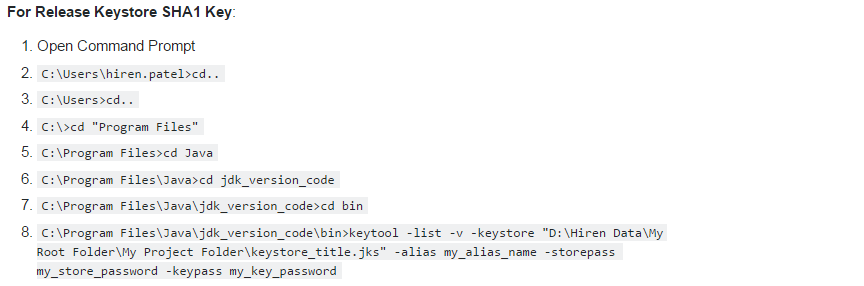 For Release Keystore SHA1 Key:
1. Open Command Prompt
2. C:\Users\hiren.patel>cd..
3. C:\Users>cd..
4. C:\>cd "Program Files"
5. C:\Program Files>cd Java
6. C:\Program Files\Java>cd jdk_version_code
7. C:\Program Files\Java\jdk_version_code>cd bin
8. C:\Program Files\Java\jdk_version_code\bin>keytool -list -v -keystore "D:\Hiren Data\My
Root Folder\My Project Folder\keystore_title.jks" -alias my_alias_name -storepass
my_store_password -keypass my_key_password